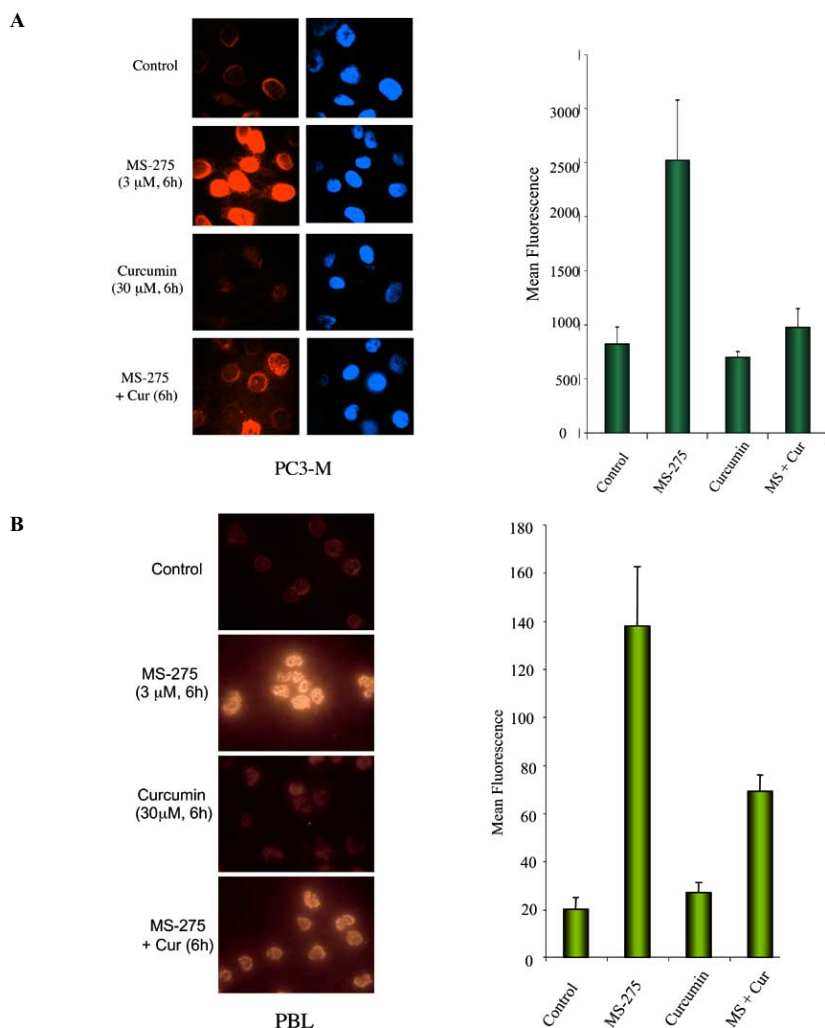 A
Control
MS-275
(3 μM, 6h)
Curcumin
(30 μM, 6h)
MS-275
+ Cur (6h)
PC3-M
Mean Fluorescence
3000
2500
2000
1500
1000
500
0
Control
MS-275
Curcumin
MS + Cur
B
Control
MS-275
(3 μM, 6h)
Curcumin
(30μM, 6h)
MS-275
+ Cur (6h)
PBL
Mean Fluorescence
180
160
140
120
100
80
60
40
20
0
Control
MS-275
Curcumin
MS + Cur